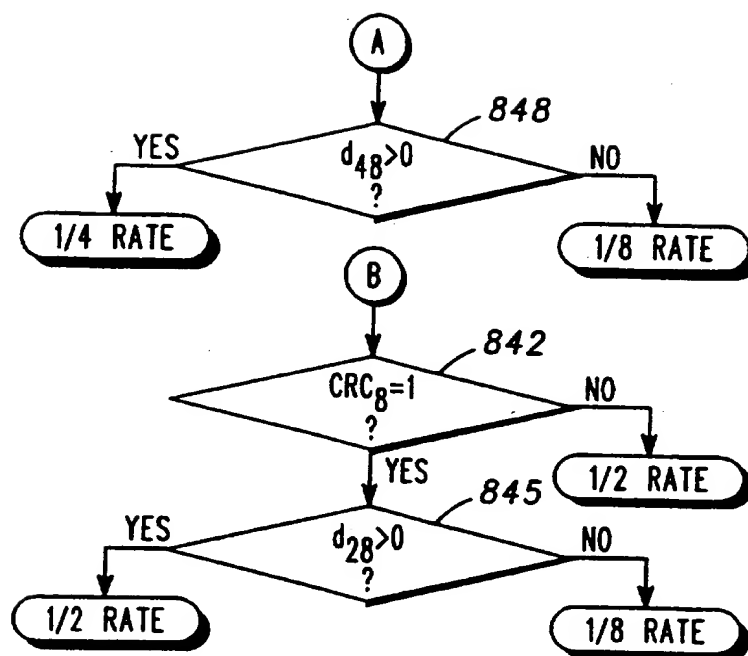 A
848
YES
d48>0
?
NO
1/4 RATE
1/8 RATE
B
842
CRC8=1
?
NO
YES
1/2 RATE
845
YES
d28>0
?
NO
1/2 RATE
1/8 RATE